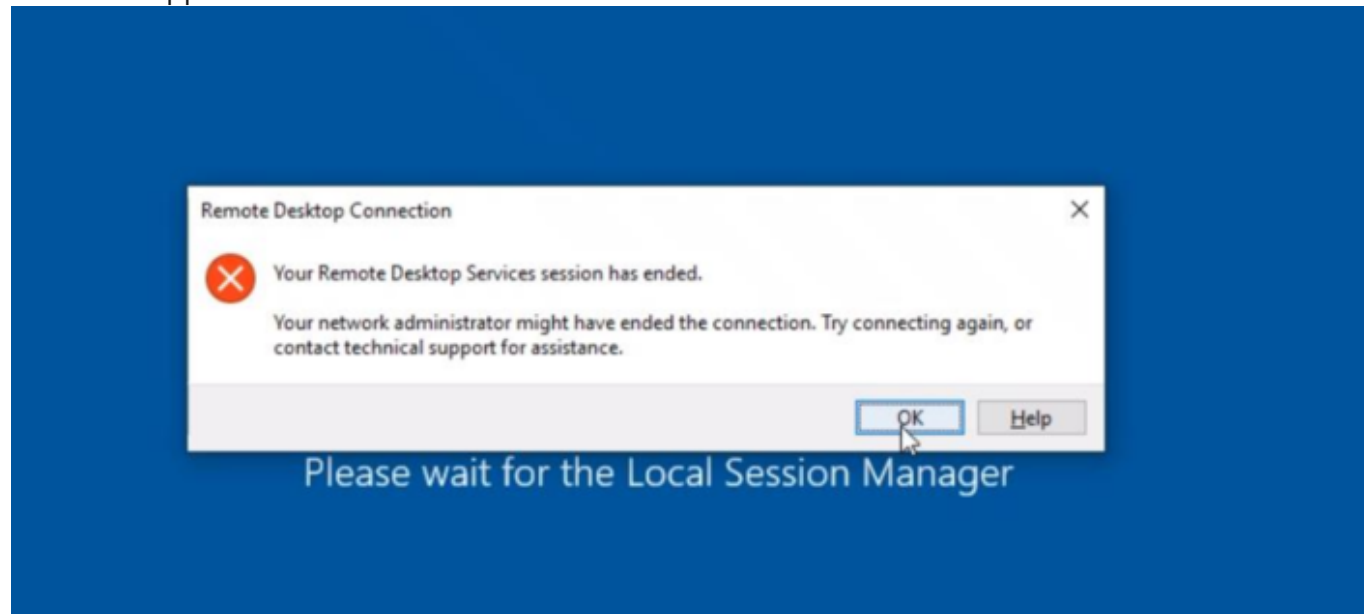 Remote Desktop Connection
Your Remote Desktop Services session has ended.
Your network administrator might have ended the connection. Try connecting again, or
contact technical support for assistance.
OK
Help
Please wait for the Local Session Manager